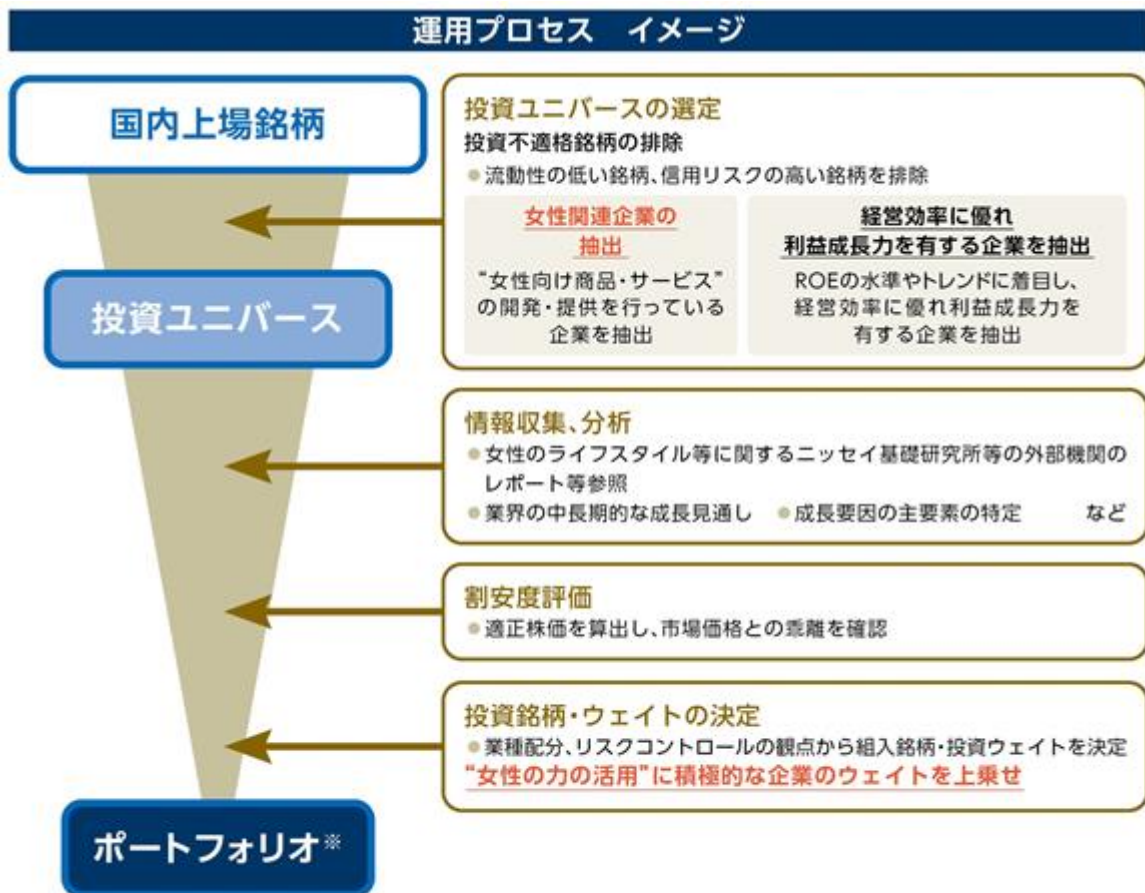 運用プロセス　イメージ
国内上場銘柄
投資ユニバースの選定
投資不適格銘柄の排除
●流動性の低い銘柄、信用リスクの高い銘柄を排除
女性関連企業の
抽出
“女性向け商品・サービス”
の開発・提供を行っている
企業を抽出
経営効率に優れ
利益成長力を有する企業を抽出
ROEの水準やトレンドに着目し、
経営効率に優れ利益成長力を
有する企業を抽出
投資ユニバース
情報収集、分析
●女性のライフスタイル等に関するニッセイ基礎研究所等の外部機関の
レポート等参照
●業界の中長期的な成長見通し　●成長要因の主要素の特定　など
割安度評価
●適正株価を算出し、市場価格との乖離を確認
投資銘柄・ウェイトの決定
●業種配分、リスクコントロールの観点から組入銘柄・投資ウェイトを決定
“女性の力の活用”に積極的な企業のウェイトを上乗せ
ポートフォリオ※